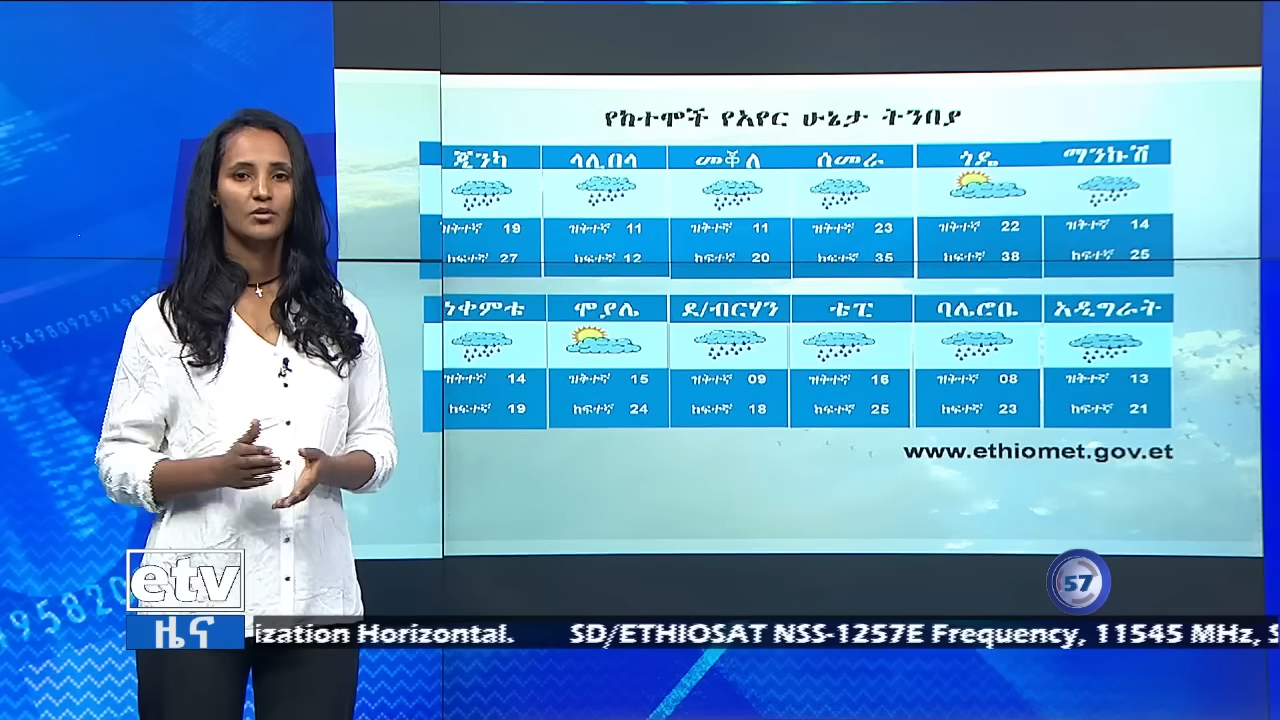 የከተሞች የአየር ሁኔታ ትንበያ
ጂንካ ላሊበላ መቐለ ሰመራ ጎዴ ማንኩሽ
ዝቅተኛ 19 ዝቅተኛ 11 ዝቅተኛ 11 ዝቅተኛ 23 ዝቅተኛ 22 ዝቅተኛ 14
ከፍተኛ 27 ከፍተኛ 12 ከፍተኛ 20 ከፍተኛ 35 ከፍተኛ 38 ከፍተኛ 25
ነቀምቴ ሞያሌ ደ/ብርሃን ቴፒ ባሌሮቤ አዲግራት
ዝቅተኛ 14 ዝቅተኛ 15 ዝቅተኛ 09 ዝቅተኛ 16 ዝቅተኛ 08 ዝቅተኛ 13
ከፍተኛ 19 ከፍተኛ 24 ከፍተኛ 18 ከፍተኛ 25 ከፍተኛ 23 ከፍተኛ 21
www.ethiomet.gov.et
etv
57
ዜና
ization Horizontal. SD/ETHIOSAT NSS-1257E Frequency, 11545 MHz, S